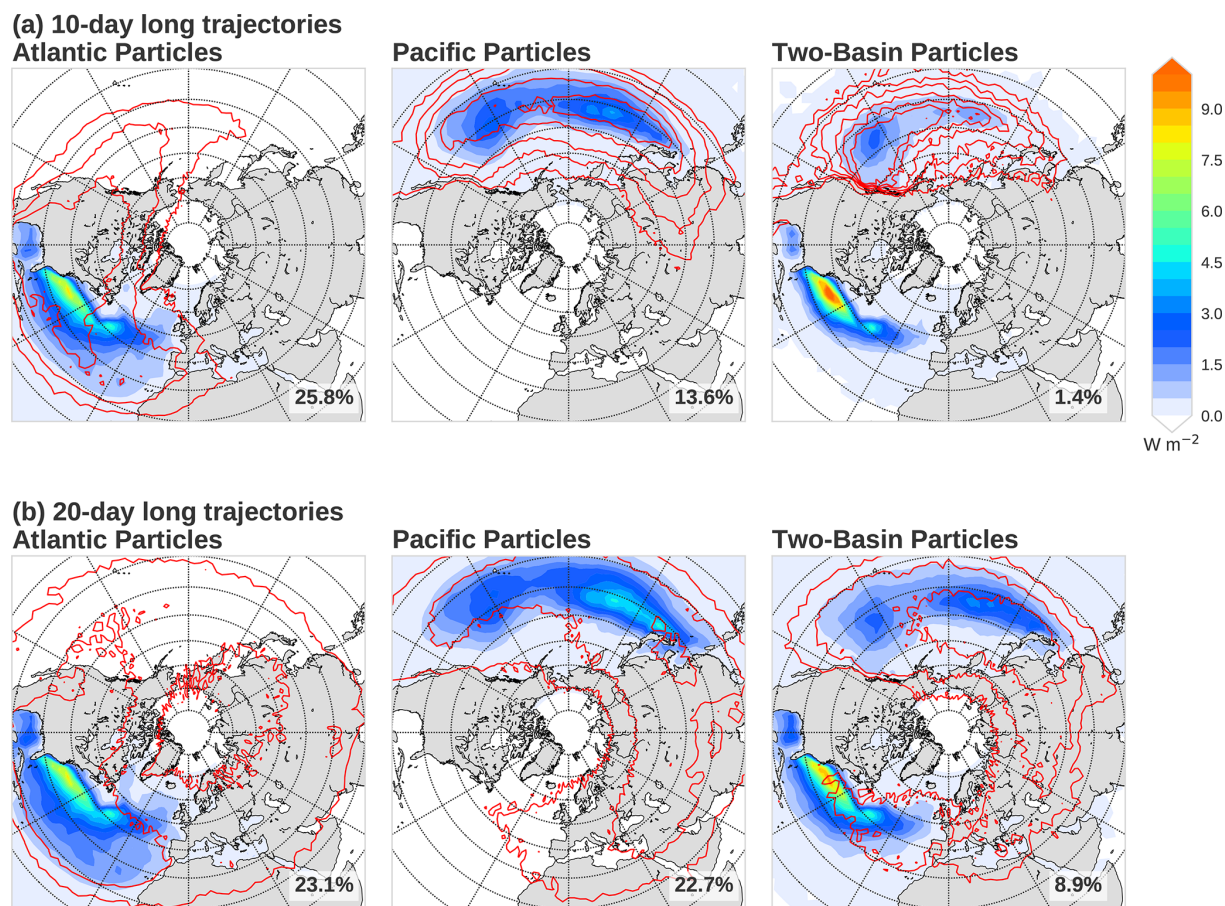 (a) 10-day long trajectories
Atlantic Particles
Pacific Particles
Two-Basin Particles
25.8%
13.6%
1.4%
9.0
7.5
6.0
4.5
3.0
1.5
0.0
W m⁻²
(b) 20-day long trajectories
Atlantic Particles
Pacific Particles
Two-Basin Particles
23.1%
22.7%
8.9%